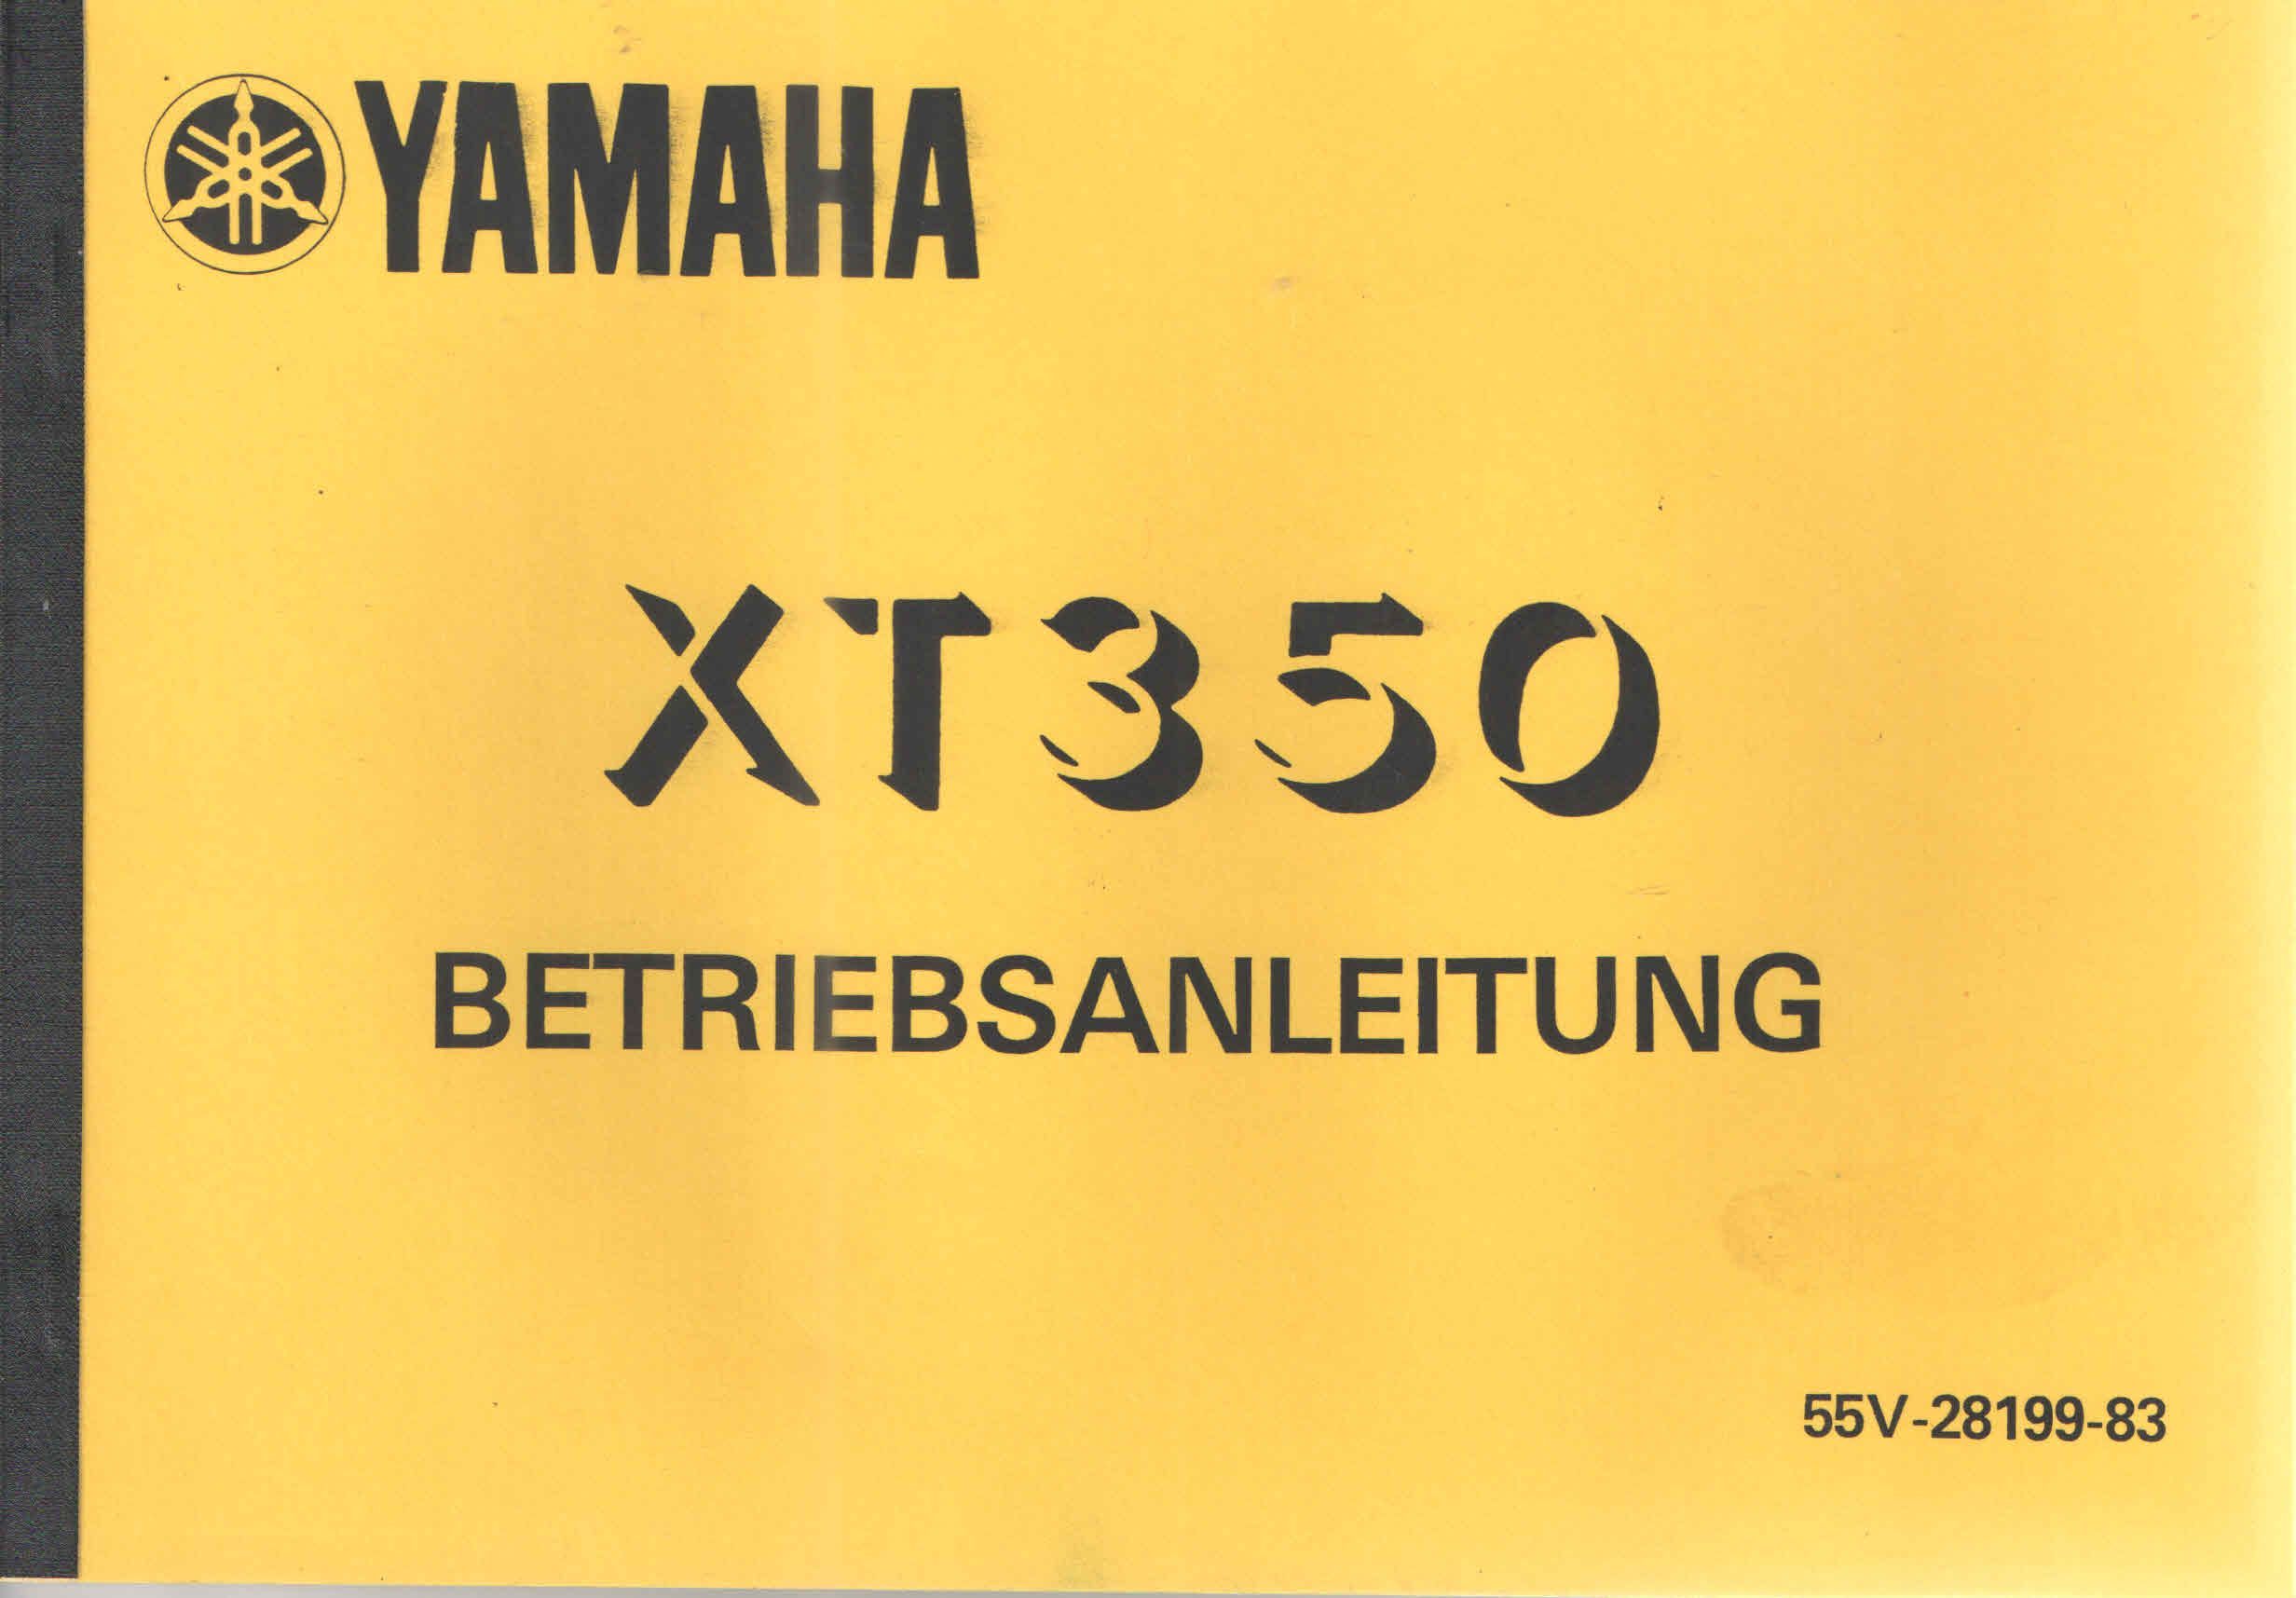 YAMAHA
XT350
BETRIEBSANLEITUNG
55V-28199-83